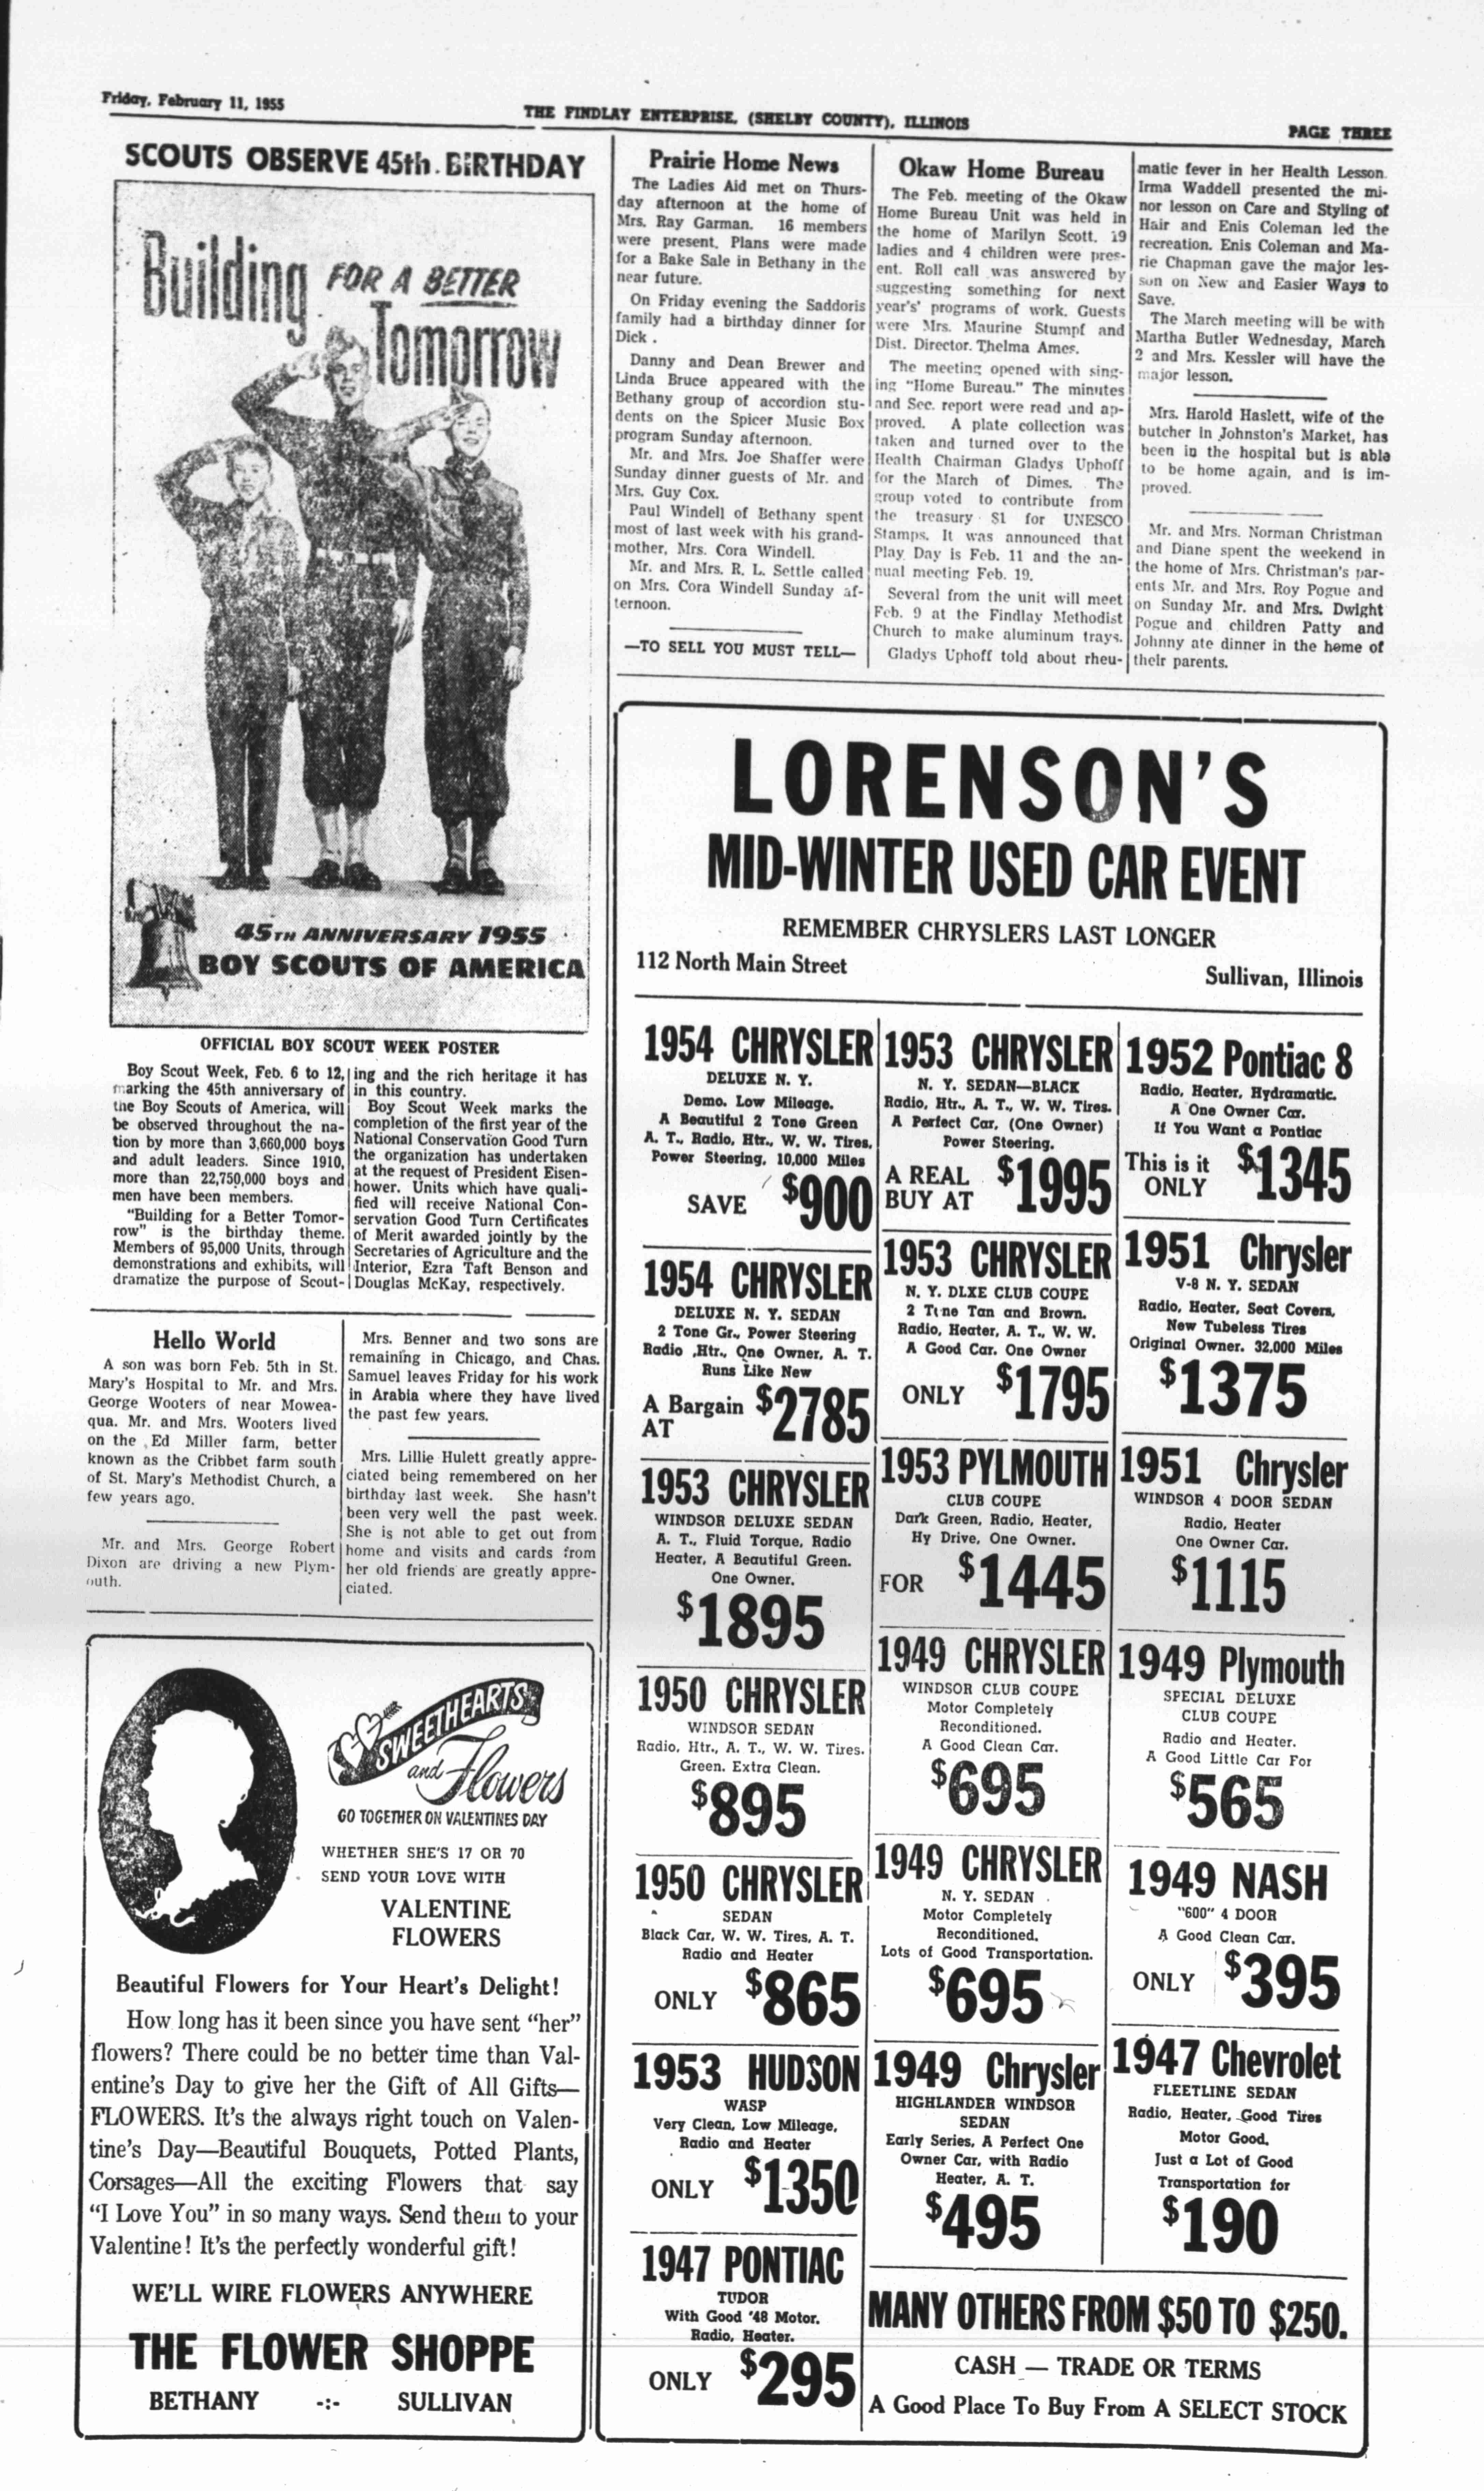 Friday, February 11, 1955
THE FINDLAY ENTERPRISE, (SHELBY COUNTY), ILLINOIS
PAGE THREE
SCOUTS OBSERVE 45th BIRTHDAY
Building FOR A BETTER
Tomorrow
45TH ANNIVERSARY 1955
BOY SCOUTS OF AMERICA
OFFICIAL BOY SCOUT WEEK POSTER
Boy Scout Week, Feb. 6 to 12,
marking the 45th anniversary of
the Boy Scouts of America, will
be observed throughout the na-
tion by more than 3,660,000 boys
and adult leaders. Since 1910,
more than 22,750,000 boys and
men have been members.
"Building for a Better Tomor-
row" is the birthday theme.
Members of 95,000 Units, through
demonstrations and exhibits, will
dramatize the purpose of Scout-
ing and the rich heritage it has
in this country.
Boy Scout Week marks the
completion of the first year of the
National Conservation Good Turn
the organization has undertaken
at the request of President Eisen-
hower. Units which have quali-
fied will receive National Con-
servation Good Turn Certificates
of Merit awarded jointly by the
Secretaries of Agriculture and the
Interior, Ezra Taft Benson and
Douglas McKay, respectively.
Hello World
A son was born Feb. 5th in St.
Mary's Hospital to Mr. and Mrs.
George Wooters of near Mowea-
qua. Mr. and Mrs. Wooters lived
on the Ed Miller farm, better
known as the Cribbet farm south
of St. Mary's Methodist Church, a
few years ago.
Mr. and Mrs. George Robert
Dixon are driving a new Plym-
outh.
Mrs. Benner and two sons are
remaining in Chicago, and Chas.
Samuel leaves Friday for his work
in Arabia where they have lived
the past few years.
Mrs. Lillie Hulett greatly appre-
ciated being remembered on her
birthday last week. She hasn't
been very well the past week.
She is not able to get out from
home and visits and cards from
her old friends are greatly appre-
ciated.
SWEETHEARTS
and Flowers
GO TOGETHER ON VALENTINES DAY
WHETHER SHE'S 17 OR 70
SEND YOUR LOVE WITH
VALENTINE
FLOWERS
Beautiful Flowers for Your Heart's Delight!
How long has it been since you have sent "her"
flowers? There could be no better time than Val-
entine's Day to give her the Gift of All Gifts—
FLOWERS. It's the always right touch on Valen-
tine's Day—Beautiful Bouquets, Potted Plants,
Corsages—All the exciting Flowers that say
"I Love You" in so many ways. Send them to your
Valentine! It's the perfectly wonderful gift!
WE'LL WIRE FLOWERS ANYWHERE
THE FLOWER SHOPPE
BETHANY -:- SULLIVAN
Prairie Home News
The Ladies Aid met on Thurs-
day afternoon at the home of
Mrs. Ray Garman. 16 members
were present. Plans were made
for a Bake Sale in Bethany in the
near future.
On Friday evening the Saddoris
family had a birthday dinner for
Dick .
Danny and Dean Brewer and
Linda Bruce appeared with the
Bethany group of accordion stu-
dents on the Spicer Music Box
program Sunday afternoon.
Mr. and Mrs. Joe Shaffer were
Sunday dinner guests of Mr. and
Mrs. Guy Cox.
Paul Windell of Bethany spent
most of last week with his grand-
mother, Mrs. Cora Windell.
Mr. and Mrs. R. L. Settle called
on Mrs. Cora Windell Sunday af-
ternoon.
—TO SELL YOU MUST TELL—
Okaw Home Bureau
The Feb. meeting of the Okaw
Home Bureau Unit was held in
the home of Marilyn Scott. 19
ladies and 4 children were pres-
ent. Roll call was answered by
suggesting something for next
year's' programs of work. Guests
were Mrs. Maurine Stumpf and
Dist. Director. Thelma Ames.
The meeting opened with sing-
ing "Home Bureau." The minutes
and Sec. report were read and ap-
proved. A plate collection was
taken and turned over to the
Health Chairman Gladys Uphoff
for the March of Dimes. The
group voted to contribute from
the treasury $1 for UNESCO
Stamps. It was announced that
Play Day is Feb. 11 and the an-
nual meeting Feb. 19.
Several from the unit will meet
Feb. 9 at the Findlay Methodist
Church to make aluminum trays.
Gladys Uphoff told about rheu-
matic fever in her Health Lesson.
Irma Waddell presented the mi-
nor lesson on Care and Styling of
Hair and Enis Coleman led the
recreation. Enis Coleman and Ma-
rie Chapman gave the major les-
son on New and Easier Ways to
Save.
The March meeting will be with
Martha Butler Wednesday, March
2 and Mrs. Kessler will have the
major lesson.
Mrs. Harold Haslett, wife of the
butcher in Johnston's Market, has
been in the hospital but is able
to be home again, and is im-
proved.
Mr. and Mrs. Norman Christman
and Diane spent the weekend in
the home of Mrs. Christman's par-
ents Mr. and Mrs. Roy Pogue and
on Sunday Mr. and Mrs. Dwight
Pogue and children Patty and
Johnny ate dinner in the home of
their parents.
LORENSON'S
MID-WINTER USED CAR EVENT
REMEMBER CHRYSLERS LAST LONGER
112 North Main Street
Sullivan, Illinois
1954 CHRYSLER
DELUXE N. Y.
Demo. Low Mileage.
A Beautiful 2 Tone Green
A. T., Radio, Htr., W. W. Tires,
Power Steering, 10,000 Miles
SAVE $900
1954 CHRYSLER
DELUXE N. Y. SEDAN
2 Tone Gr., Power Steering
Radio ,Htr., One Owner, A. T.
Runs Like New
A Bargain
AT $2785
1953 CHRYSLER
WINDSOR DELUXE SEDAN
A. T., Fluid Torque, Radio
Heater, A Beautiful Green.
One Owner.
$1895
1950 CHRYSLER
WINDSOR SEDAN
Radio, Htr., A. T., W. W. Tires.
Green. Extra Clean.
$895
1950 CHRYSLER
SEDAN
Black Car, W. W. Tires, A. T.
Radio and Heater
ONLY $865
1953 HUDSON
WASP
Very Clean, Low Mileage,
Radio and Heater
ONLY $1350
1947 PONTIAC
TUDOR
With Good '48 Motor.
Radio, Heater.
ONLY $295
1953 CHRYSLER
N. Y. SEDAN—BLACK
Radio, Htr., A. T., W. W. Tires.
A Perfect Car, (One Owner)
Power Steering.
A REAL
BUY AT $1995
1953 CHRYSLER
N. Y. DLXE CLUB COUPE
2 Tone Tan and Brown.
Radio, Heater, A. T., W. W.
A Good Car. One Owner
ONLY $1795
1953 PYLMOUTH
CLUB COUPE
Dark Green, Radio, Heater,
Hy Drive, One Owner.
FOR $1445
1949 CHRYSLER
WINDSOR CLUB COUPE
Motor Completely
Reconditioned.
A Good Clean Car.
$695
1949 CHRYSLER
N. Y. SEDAN
Motor Completely
Reconditioned.
Lots of Good Transportation.
$695
1949 Chrysler
HIGHLANDER WINDSOR
SEDAN
Early Series, A Perfect One
Owner Car, with Radio
Heater, A. T.
$495
1952 Pontiac 8
Radio, Heater, Hydramatic.
A One Owner Car.
If You Want a Pontiac
This is it
ONLY $1345
1951 Chrysler
V-8 N. Y. SEDAN
Radio, Heater, Seat Covers,
New Tubeless Tires
Original Owner. 32,000 Miles
$1375
1951 Chrysler
WINDSOR 4 DOOR SEDAN
Radio, Heater
One Owner Car.
$1115
1949 Plymouth
SPECIAL DELUXE
CLUB COUPE
Radio and Heater.
A Good Little Car For
$565
1949 NASH
"600" 4 DOOR
A Good Clean Car.
ONLY $395
1947 Chevrolet
FLEETLINE SEDAN
Radio, Heater, Good Tires
Motor Good.
Just a Lot of Good
Transportation for
$190
MANY OTHERS FROM $50 TO $250.
CASH — TRADE OR TERMS
A Good Place To Buy From A SELECT STOCK